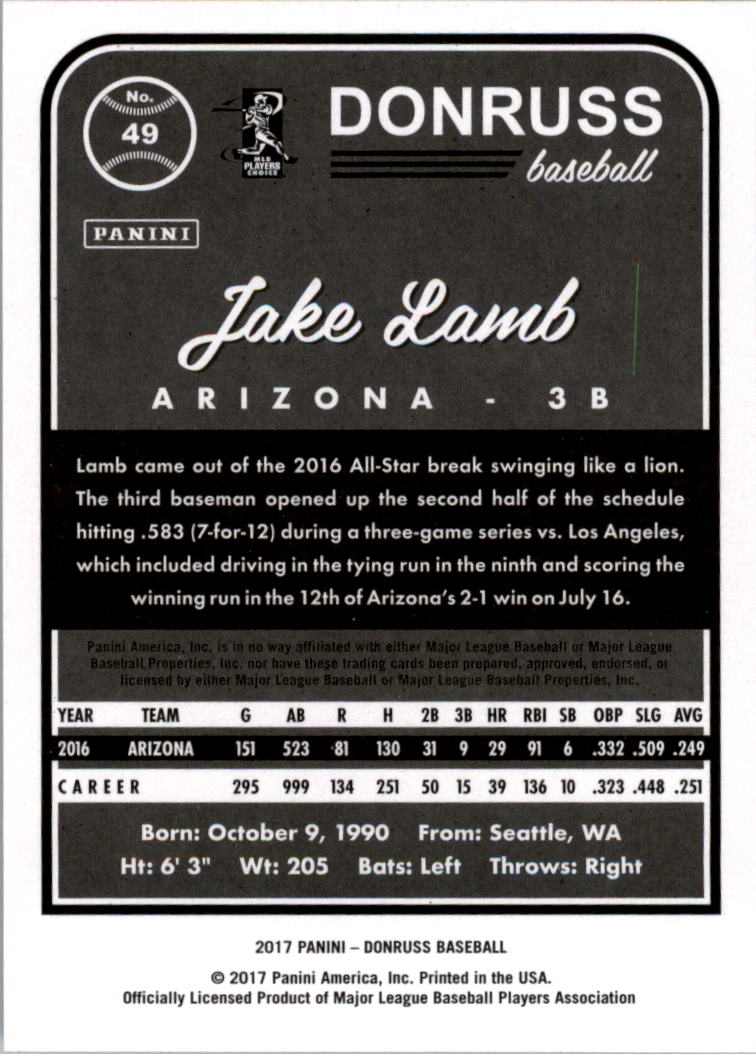 No.
49
MLB
PLAYERS
CHOICE
DONRUSS
baseball
PANINI
Jake Lamb
ARIZONA - 3B
Lamb came out of the 2016 All-Star break swinging like a lion.
The third baseman opened up the second half of the schedule
hitting .583 (7-for-12) during a three-game series vs. Los Angeles,
which included driving in the tying run in the ninth and scoring the
winning run in the 12th of Arizona's 2-1 win on July 16.
Panini America, Inc. is in no way affiliated with either Major League Baseball or Major League
Baseball Properties, Inc. nor have these trading cards been prepared, approved, endorsed, or
licensed by either Major League Baseball or Major League Baseball Properties, Inc.
YEAR TEAM G AB R H 2B 3B HR RBI SB OBP SLG AVG
2016 ARIZONA 151 523 81 130 31 9 29 91 6 .332 .509 .249
CAREER 295 999 134 251 50 15 39 136 10 .323 .448 .251
Born: October 9, 1990 From: Seattle, WA
Ht: 6' 3" Wt: 205 Bats: Left Throws: Right
2017 PANINI – DONRUSS BASEBALL
© 2017 Panini America, Inc. Printed in the USA.
Officially Licensed Product of Major League Baseball Players Association